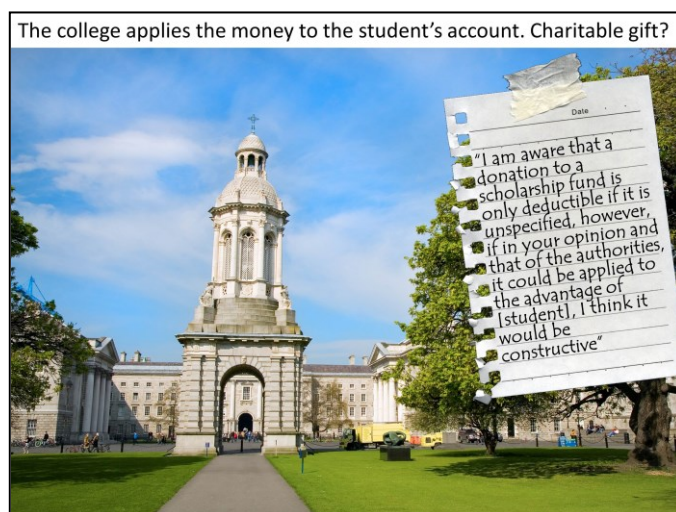 The college applies the money to the student’s account. Charitable gift?
Date
“I am aware that a
donation to a
scholarship fund is
only deductible if it is
unspecified, however,
if in your opinion and
that of the authorities,
it could be applied to
the advantage of
[student], I think it
would be
constructive”